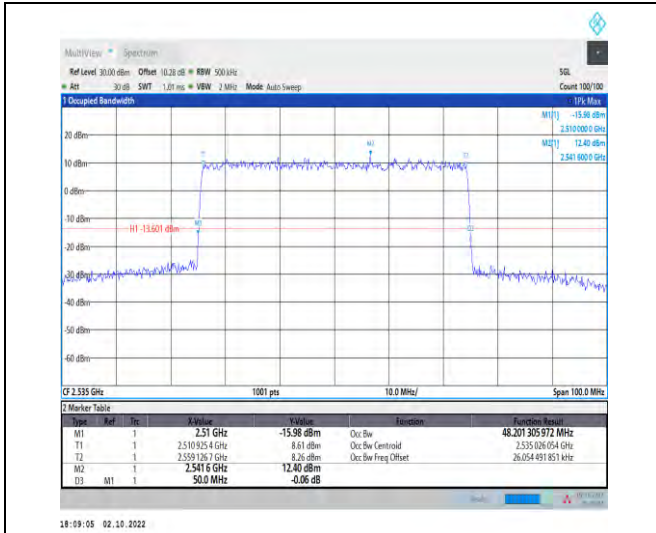 MultiView Spectrum
Ref Level 30.00 dBm Offset 10.28 dB RBW 500 kHz SGL
Att 30 dB SWT 1.01 ms VBW 2 MHz Mode Auto Sweep Count 100/100
1 Occupied Bandwidth 1Pk Max
M1[1] -15.98 dBm
2.510 000 0 GHz
M2[1] 12.40 dBm
2.541 600 0 GHz
20 dBm
M2
T1 T2
10 dBm
0 dBm
-10 dBm
H1 -13.601 dBm
-30 dBm
-40 dBm
-50 dBm
-60 dBm
CF 2.535 GHz 1001 pts 10.0 MHz/ Span 100.0 MHz
2 Marker Table
Type Ref Trc X-Value Y-Value Function Function Result
M1 1 2.51 GHz -15.98 dBm Occ Bw 48.201 305 972 MHz
T1 1 2.510 925 4 GHz 8.61 dBm Occ Bw Centroid 2.535 026 054 GHz
T2 1 2.559 126 7 GHz 8.26 dBm Occ Bw Freq Offset 26.054 491 851 kHz
M2 1 2.541 6 GHz 12.40 dBm
D3 M1 1 50.0 MHz -0.06 dB
18:09:05 02.10.2022